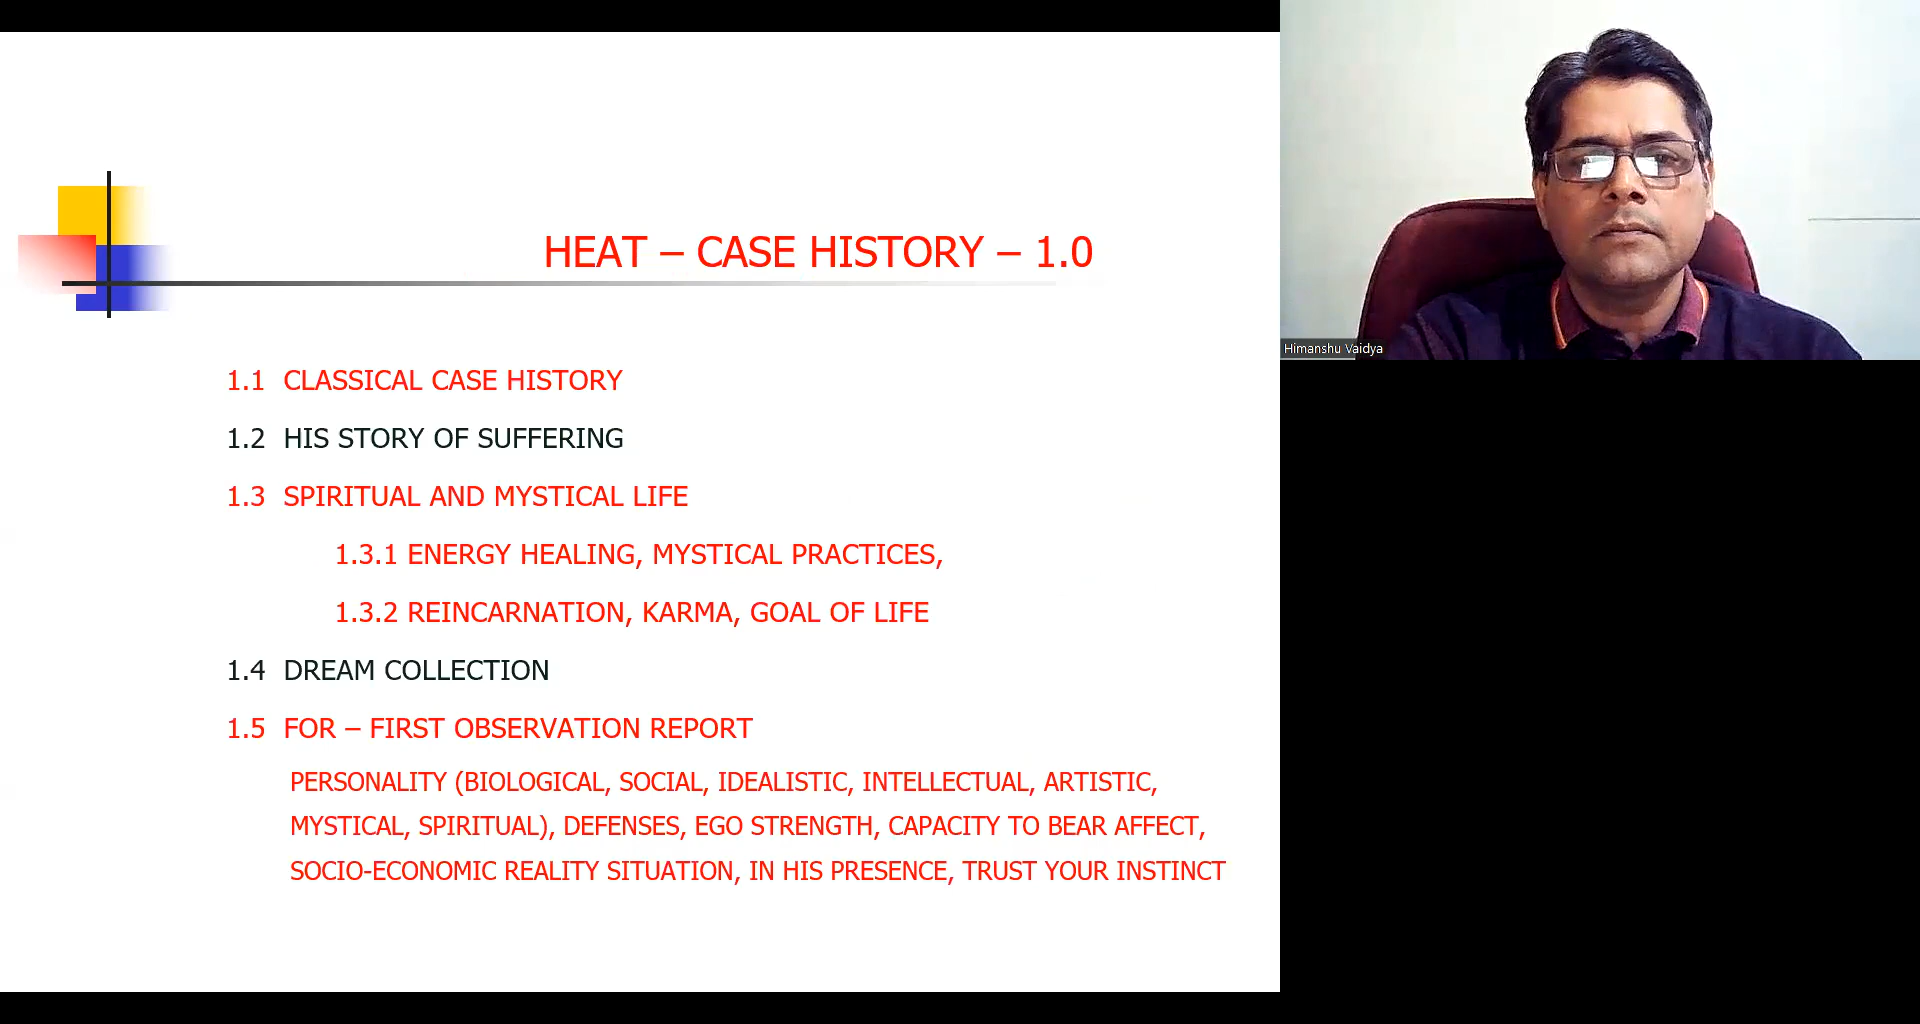 HEAT – CASE HISTORY – 1.0
1.1 CLASSICAL CASE HISTORY
1.2 HIS STORY OF SUFFERING
1.3 SPIRITUAL AND MYSTICAL LIFE
1.3.1 ENERGY HEALING, MYSTICAL PRACTICES,
1.3.2 REINCARNATION, KARMA, GOAL OF LIFE
1.4 DREAM COLLECTION
1.5 FOR – FIRST OBSERVATION REPORT
PERSONALITY (BIOLOGICAL, SOCIAL, IDEALISTIC, INTELLECTUAL, ARTISTIC,
MYSTICAL, SPIRITUAL), DEFENSES, EGO STRENGTH, CAPACITY TO BEAR AFFECT,
SOCIO-ECONOMIC REALITY SITUATION, IN HIS PRESENCE, TRUST YOUR INSTINCT
Himanshu Vaidya